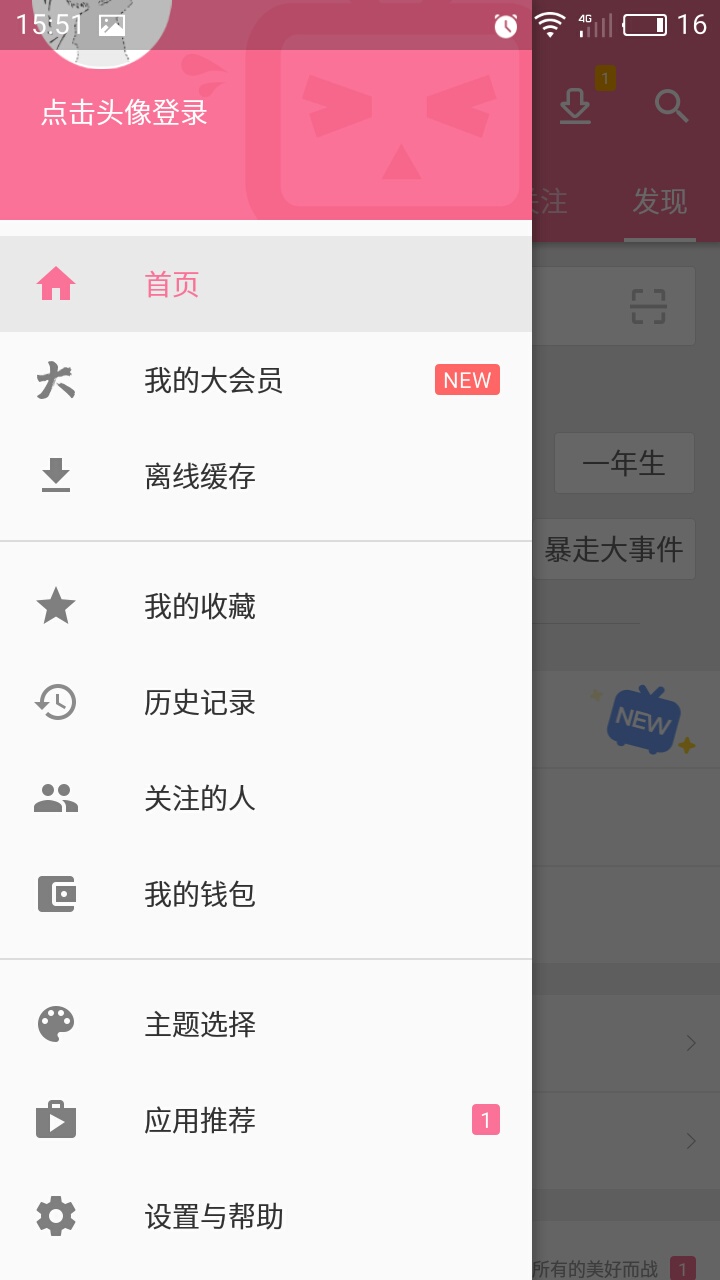 15:51
4G
16
点击头像登录
1
关注
发现
首页
我的大会员
NEW
离线缓存
一年生
暴走大事件
我的收藏
历史记录
NEW
关注的人
我的钱包
主题选择
应用推荐
1
设置与帮助
所有的美好而战
1